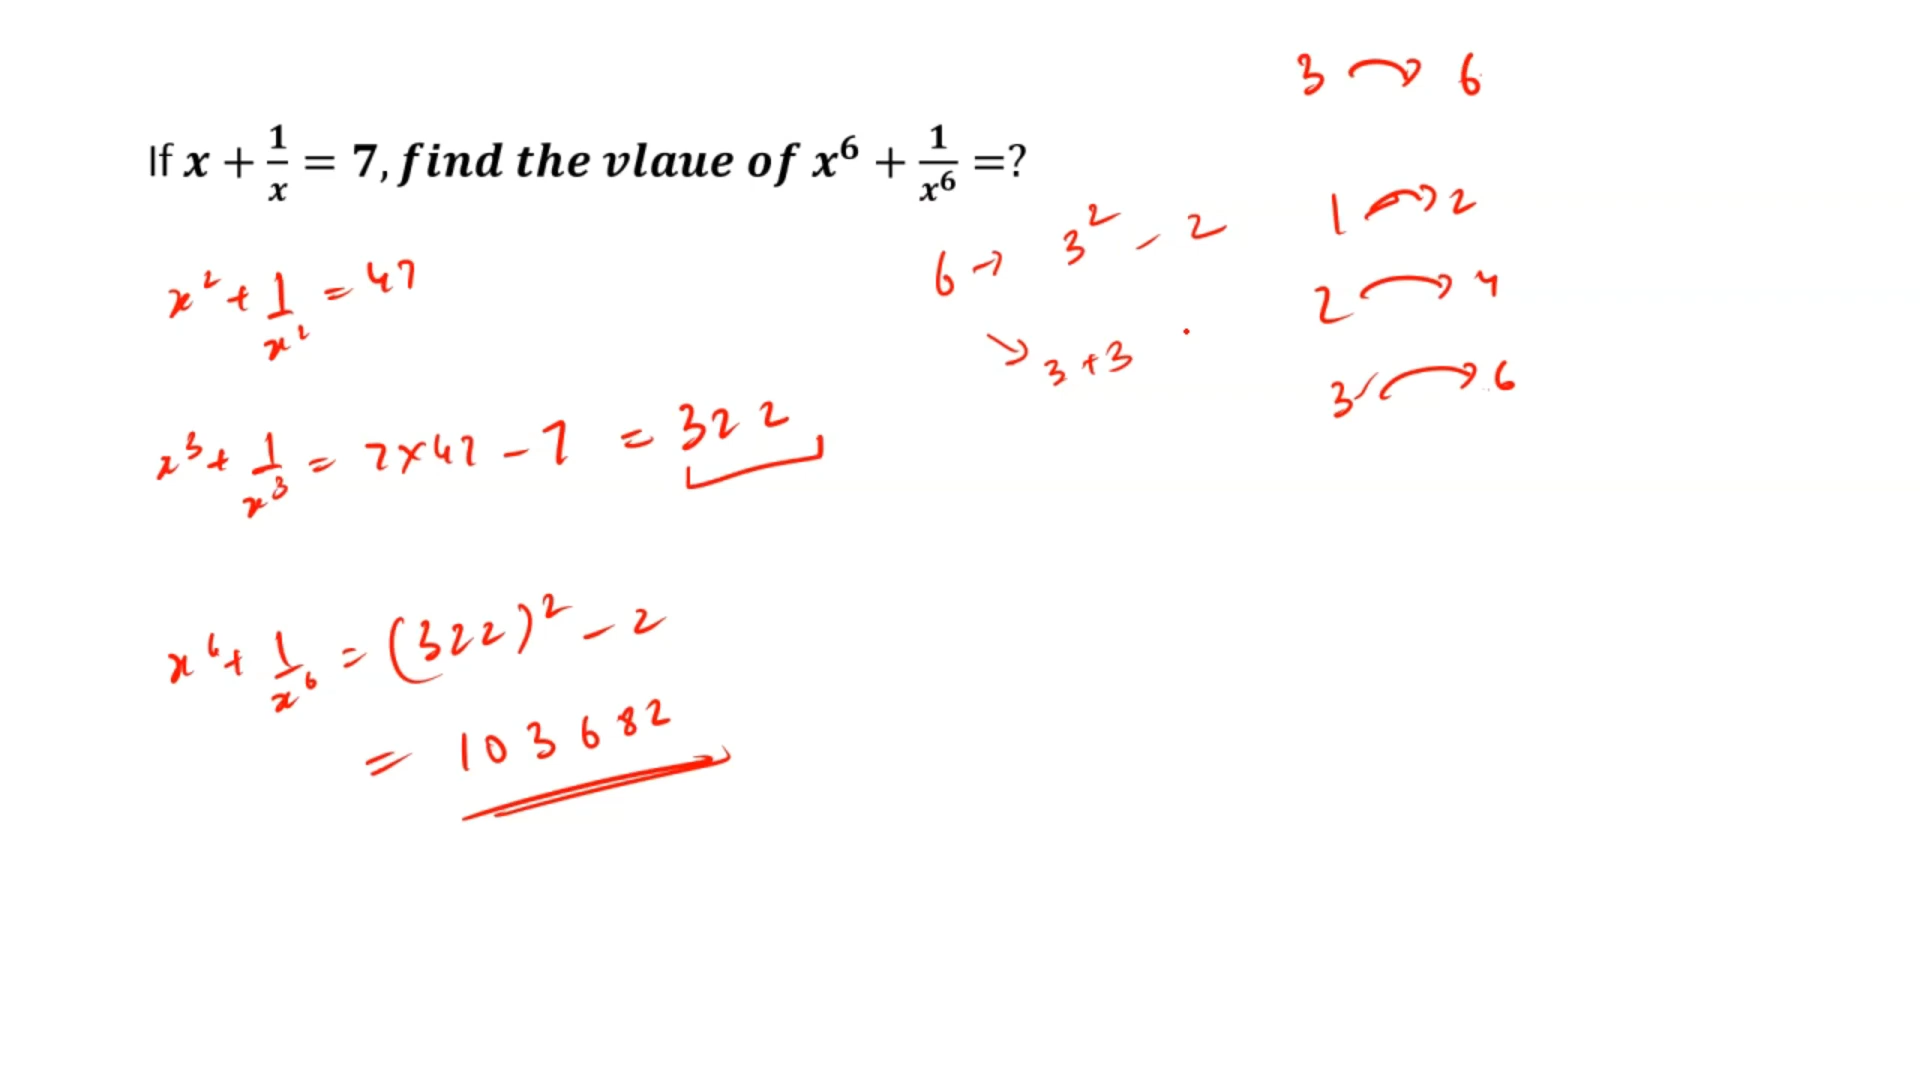 If x + 1/x = 7, find the vlaue of x⁶ + 1/x⁶ =?
x² + 1/x² = 47
x³ + 1/x³ = 7×47 - 7 = 322
x⁶ + 1/x⁶ = (322)² - 2
= 103682
6 → 3² - 2
→ 3+3
3 → 6
1 → 2
2 → 4
3 → 6